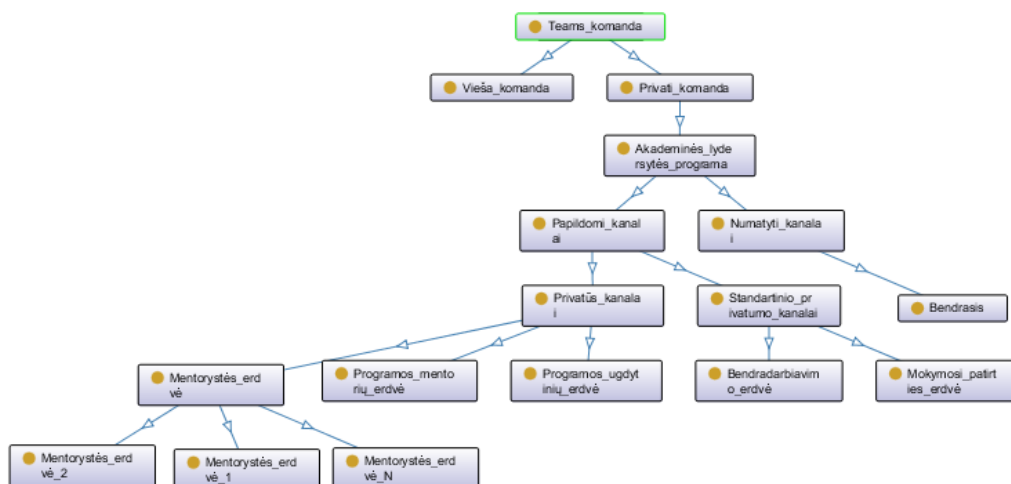 Teams_komanda
Vieša_komanda
Privati_komanda
Akademinės_lyde
rsytės_programa
Papildomi_kanal
ai
Numatyti_kanala
i
Privatūs_kanala
i
Standartinio_pr
ivatumo_kanalai
Bendrasis
Mentorystės_erd
vė
Programos_mento
rių_erdvė
Programos_ugdyt
inių_erdvė
Bendradarbiavim
o_erdvė
Mokymosi_patirt
ies_erdvė
Mentorystės_erd
vė_2
Mentorystės_erd
vė_1
Mentorystės_erd
vė_N